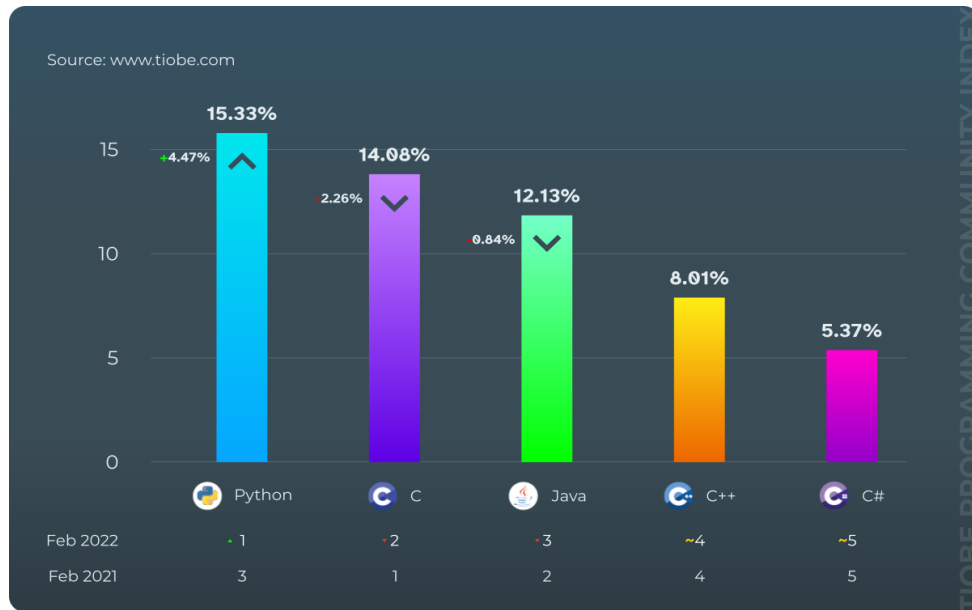 Source: www.tiobe.com
15.33%
15
+4.47%
14.08%
-2.26%
12.13%
-0.84%
10
8.01%
5.37%
5
0
Python C Java C++ C#
Feb 2022 1 2 3 ~4 ~5
Feb 2021 3 1 2 4 5
TIOBE PROGRAMMING COMMUNITY INDEX